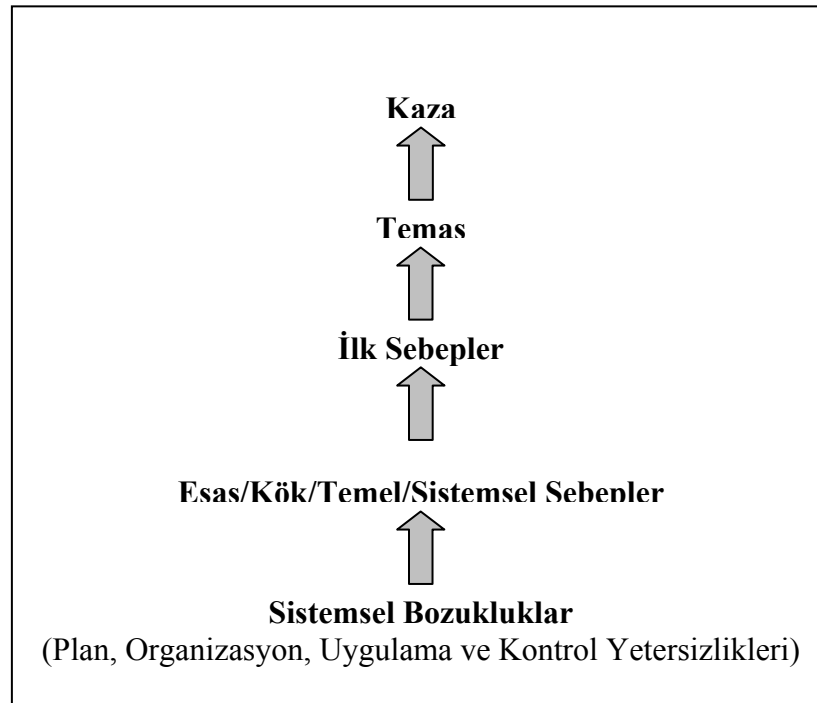 Kaza
Temas
İlk Sebepler
Esas/Kök/Temel/Sistemsel Sebepler
Sistemsel Bozukluklar
(Plan, Organizasyon, Uygulama ve Kontrol Yetersizlikleri)